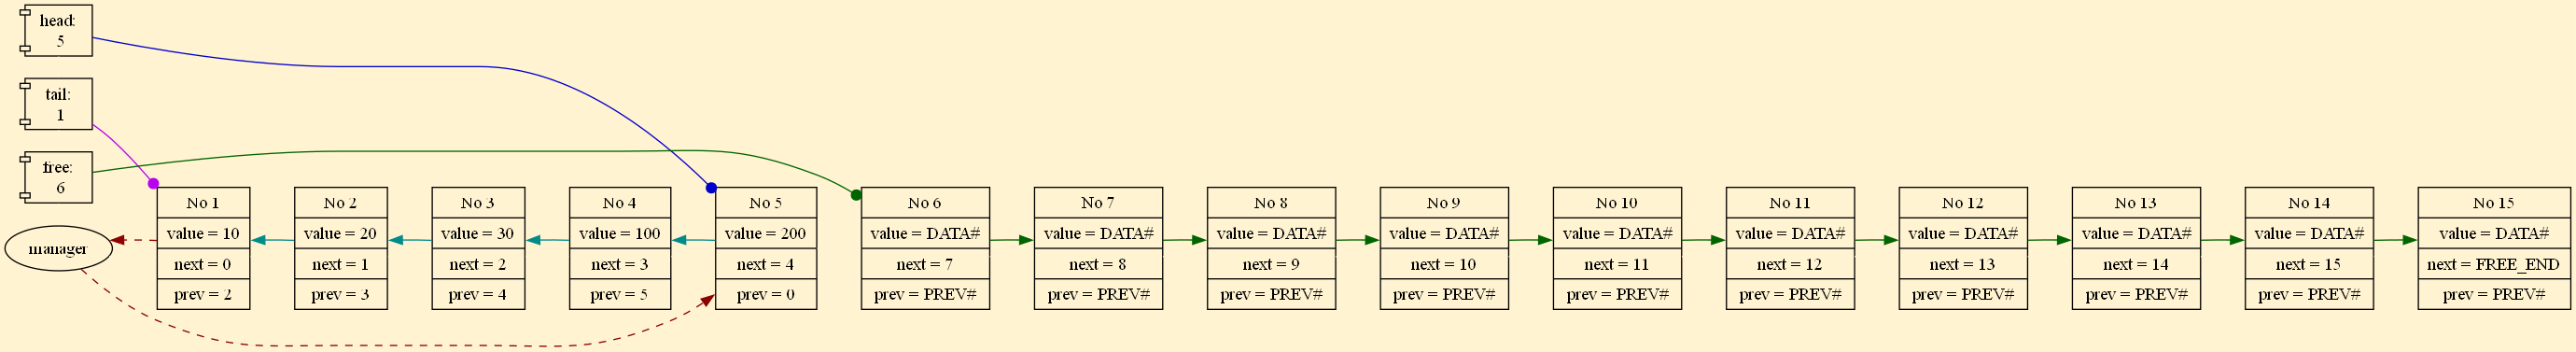 head:
5
tail:
1
free:
6
manager
No 1
value = 10
next = 0
prev = 2
No 2
value = 20
next = 1
prev = 3
No 3
value = 30
next = 2
prev = 4
No 4
value = 100
next = 3
prev = 5
No 5
value = 200
next = 4
prev = 0
No 6
value = DATA#
next = 7
prev = PREV#
No 7
value = DATA#
next = 8
prev = PREV#
No 8
value = DATA#
next = 9
prev = PREV#
No 9
value = DATA#
next = 10
prev = PREV#
No 10
value = DATA#
next = 11
prev = PREV#
No 11
value = DATA#
next = 12
prev = PREV#
No 12
value = DATA#
next = 13
prev = PREV#
No 13
value = DATA#
next = 14
prev = PREV#
No 14
value = DATA#
next = 15
prev = PREV#
No 15
value = DATA#
next = FREE_END
prev = PREV#